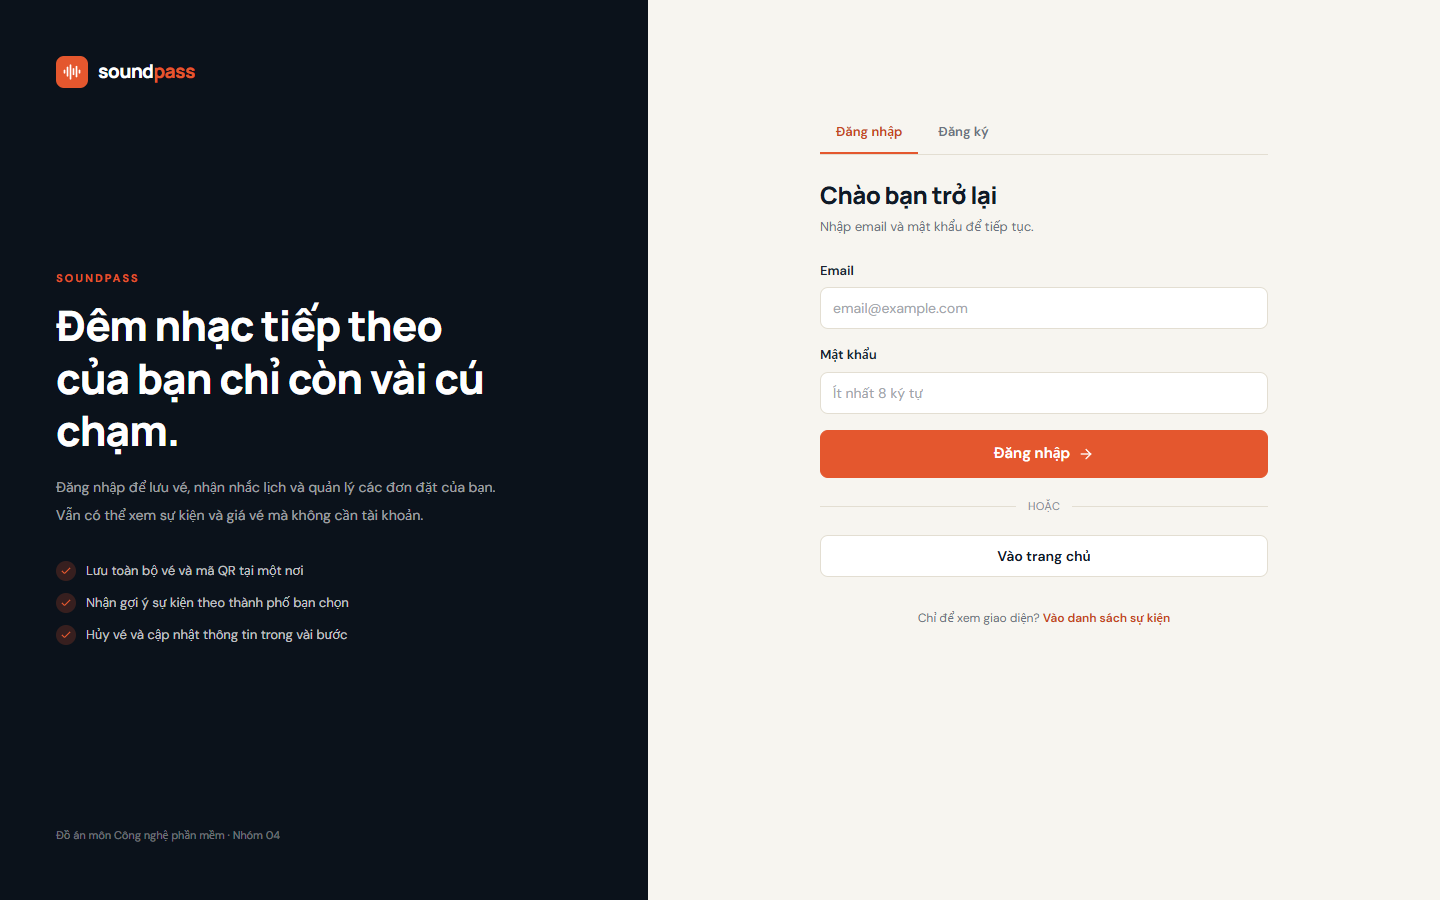 soundpass
SOUNDPASS
Đêm nhạc tiếp theo
của bạn chỉ còn vài cú
chạm.
Đăng nhập để lưu vé, nhận nhắc lịch và quản lý các đơn đặt của bạn.
Vẫn có thể xem sự kiện và giá vé mà không cần tài khoản.
Lưu toàn bộ vé và mã QR tại một nơi
Nhận gợi ý sự kiện theo thành phố bạn chọn
Hủy vé và cập nhật thông tin trong vài bước
Đồ án môn Công nghệ phần mềm · Nhóm 04
Đăng nhập
Đăng ký
Chào bạn trở lại
Nhập email và mật khẩu để tiếp tục.
Email
email@example.com
Mật khẩu
Ít nhất 8 ký tự
Đăng nhập →
HOẶC
Vào trang chủ
Chỉ để xem giao diện? Vào danh sách sự kiện